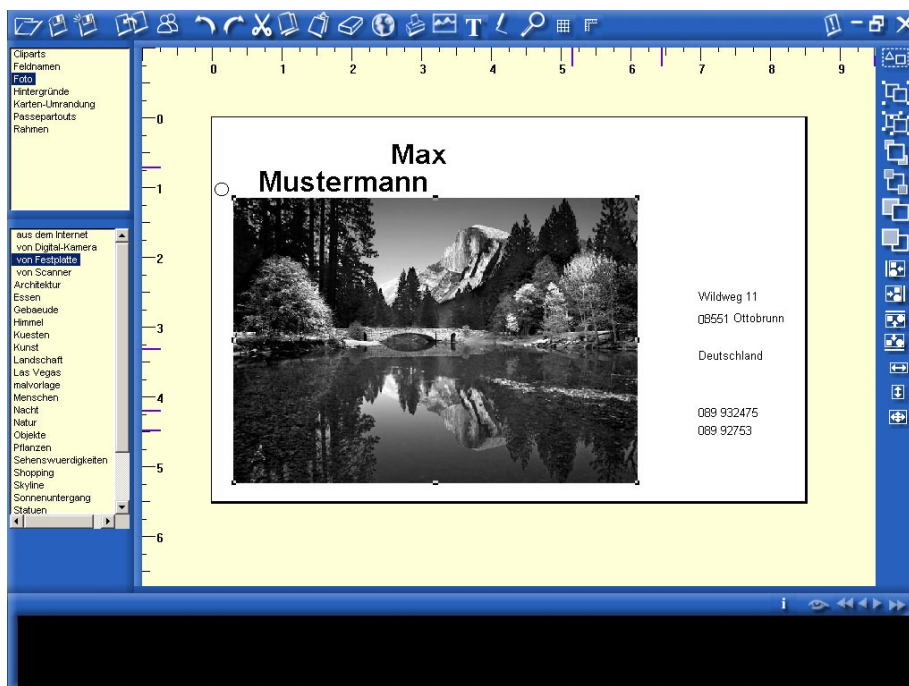 T
Cliparts
Feldnamen
Foto
Hintergründe
Karten-Umrandung
Passepartouts
Rahmen
aus dem Internet
von Digital-Kamera
von Festplatte
von Scanner
Architektur
Essen
Gebaeude
Himmel
Kuesten
Kunst
Landschaft
Las Vegas
malvorlage
Menschen
Nacht
Natur
Objekte
Pflanzen
Sehenswuerdigkeiten
Shopping
Skyline
Sonnenuntergang
Statuen
0 1 2 3 4 5 6 7 8 9
0
1
2
3
4
5
6
Max
Mustermann
Wildweg 11
08551 Ottobrunn
Deutschland
089 932475
089 92753
i